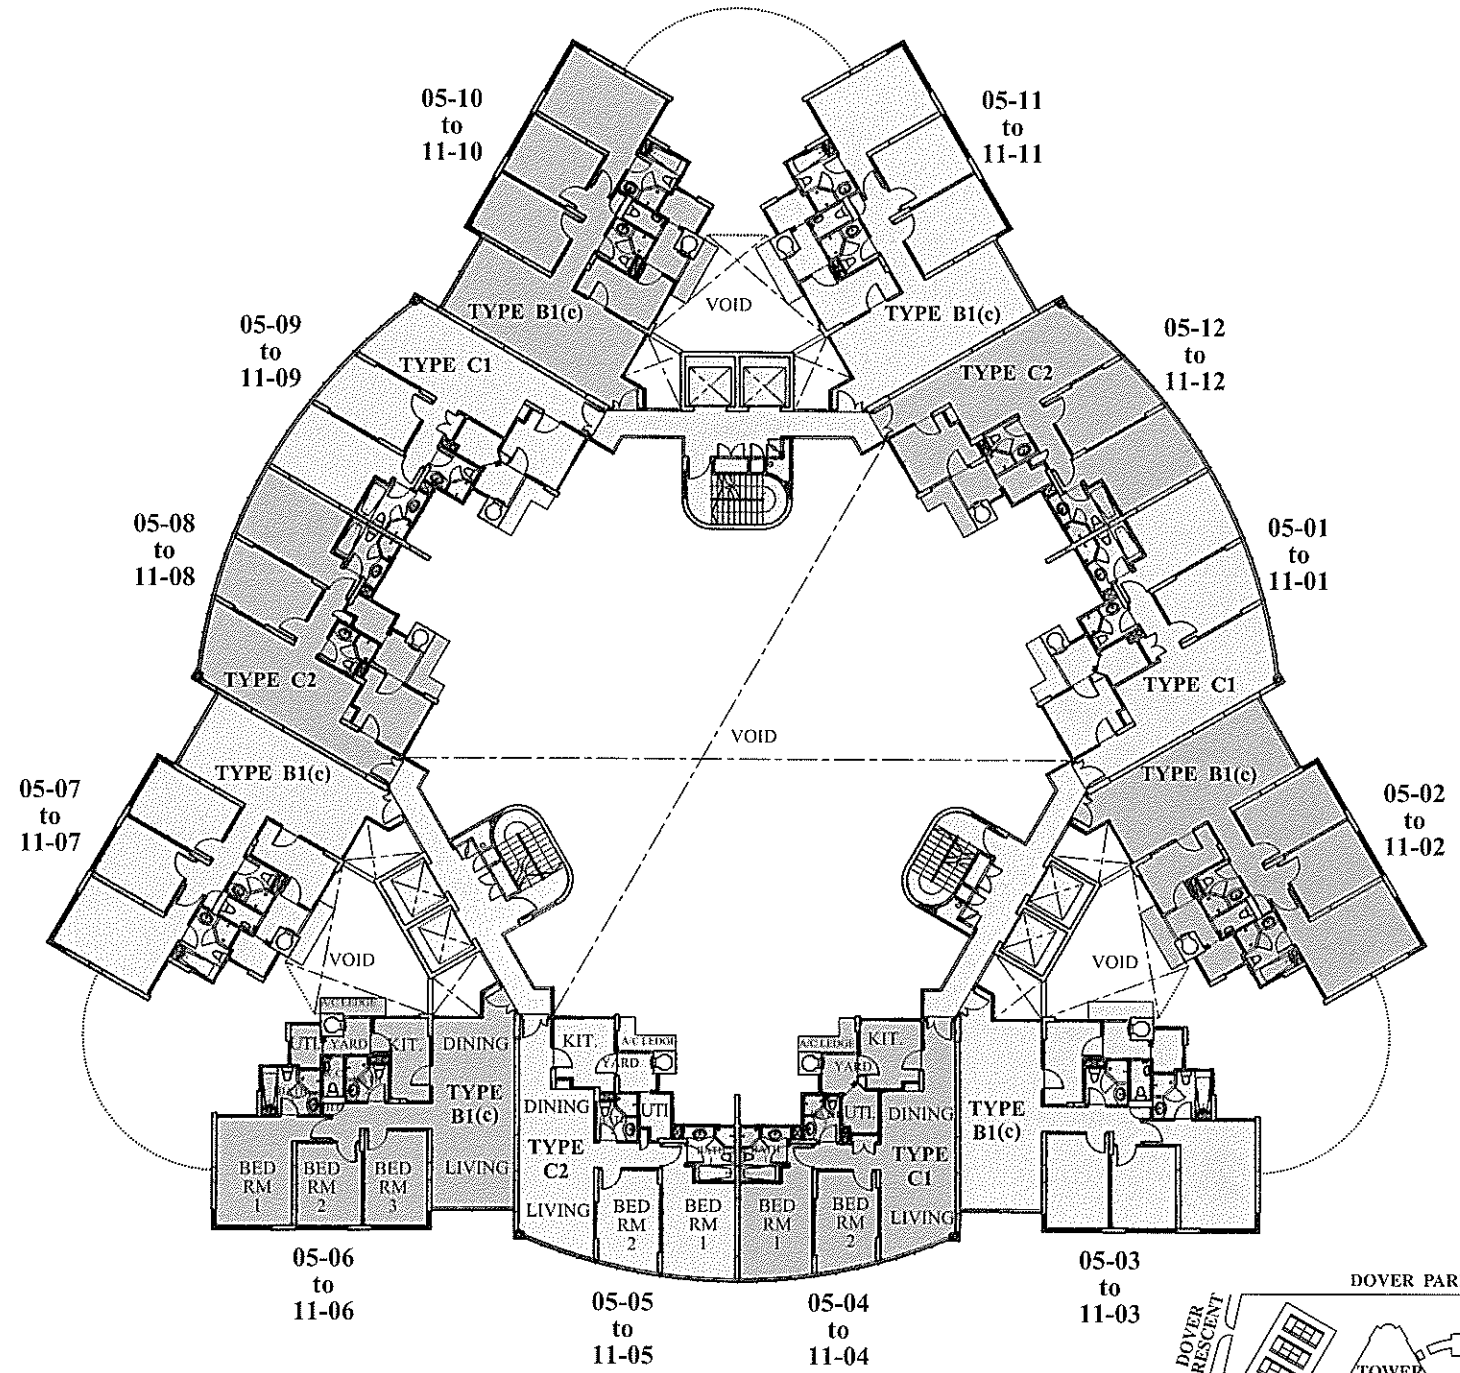 05-10
to
11-10
05-11
to
11-11
VOID
TYPE B1(c)
TYPE B1(c)
05-09
to
11-09
05-12
to
11-12
TYPE C1
TYPE C2
05-08
to
11-08
05-01
to
11-01
TYPE C2
TYPE C1
VOID
TYPE B1(c)
TYPE B1(c)
05-07
to
11-07
05-02
to
11-02
VOID
VOID
A/C LEDGE
UTI.
YARD
KIT.
DINING
TYPE
B1(c)
LIVING
BED
RM
1
BED
RM
2
BED
RM
3
KIT.
A/C LEDGE
YARD
DINING
UTI.
TYPE
C2
LIVING
BED
RM
2
BED
RM
1
A/C LEDGE
KIT.
YARD
UTI.
DINING
TYPE
C1
LIVING
BED
RM
1
BED
RM
2
TYPE
B1(c)
05-06
to
11-06
05-05
to
11-05
05-04
to
11-04
05-03
to
11-03
DOVER PAR
DOVER
RESCENT
TOWER